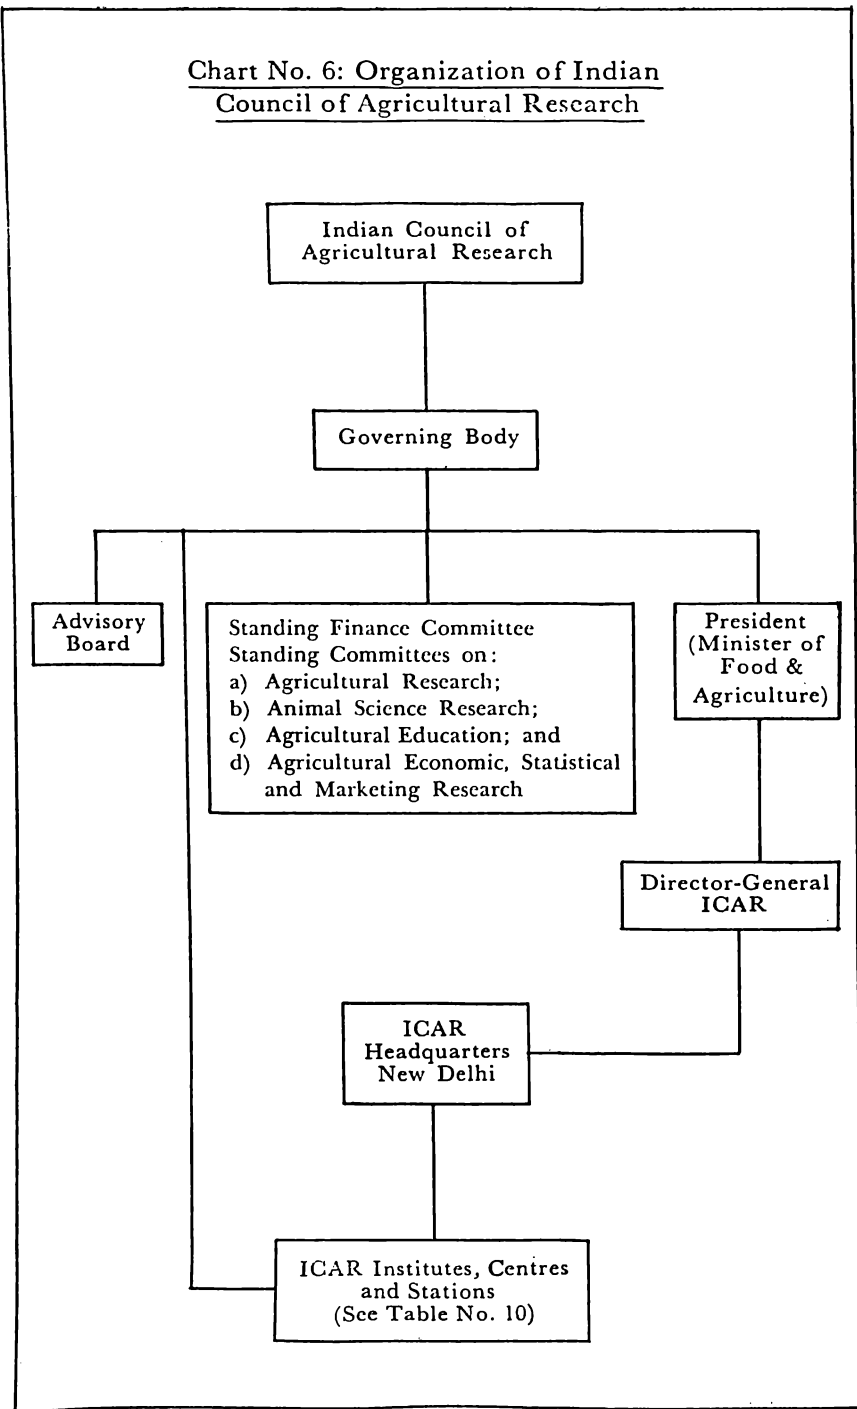 Chart No. 6: Organization of Indian
Council of Agricultural Research
Indian Council of
Agricultural Research
Governing Body
Advisory
Board
Standing Finance Committee
Standing Committees on:
a) Agricultural Research;
b) Animal Science Research;
c) Agricultural Education; and
d) Agricultural Economic, Statistical
and Marketing Research
President
(Minister of
Food &
Agriculture)
Director-General
ICAR
ICAR
Headquarters
New Delhi
ICAR Institutes, Centres
and Stations
(See Table No. 10)